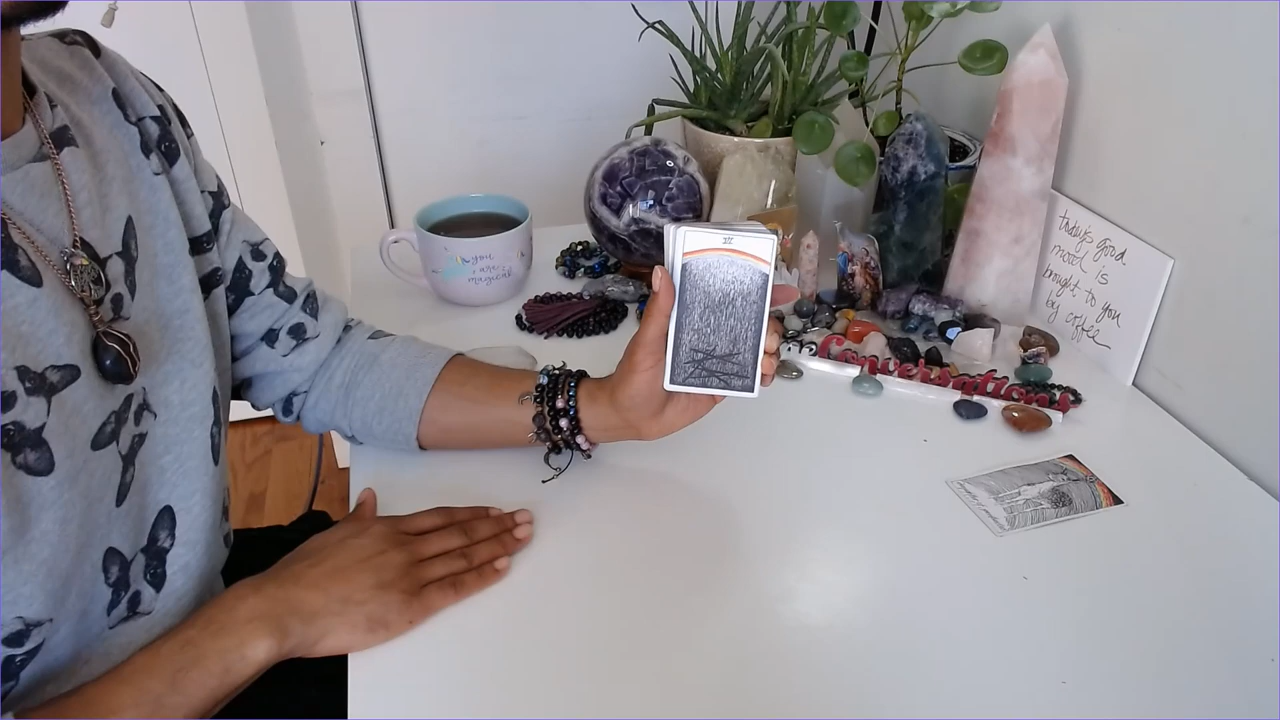 you
are
magical
today's good
mood is
brought to you
by coffee
Conversations